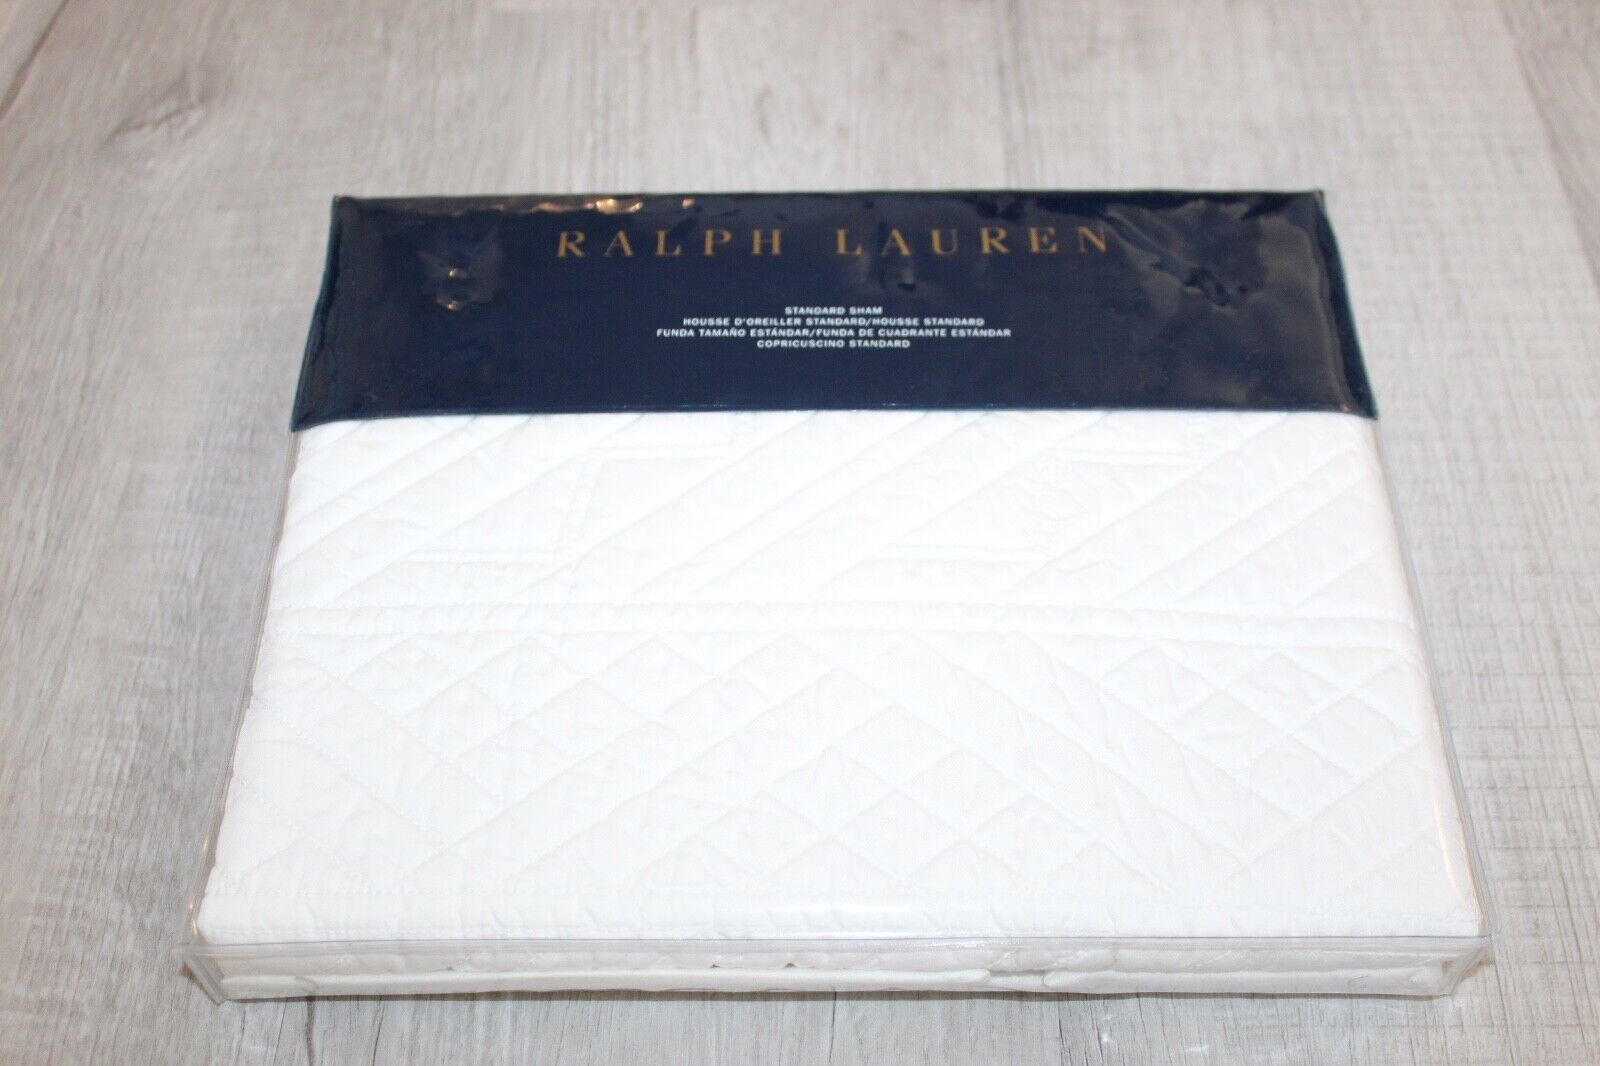 RALPH LAUREN
STANDARD SHAM
HOUSSE D'OREILLER STANDARD/HOUSSE STANDARD
FUNDA TAMAÑO ESTÁNDAR/FUNDA DE CUADRANTE ESTÁNDAR
COPRICUSCINO STANDARD